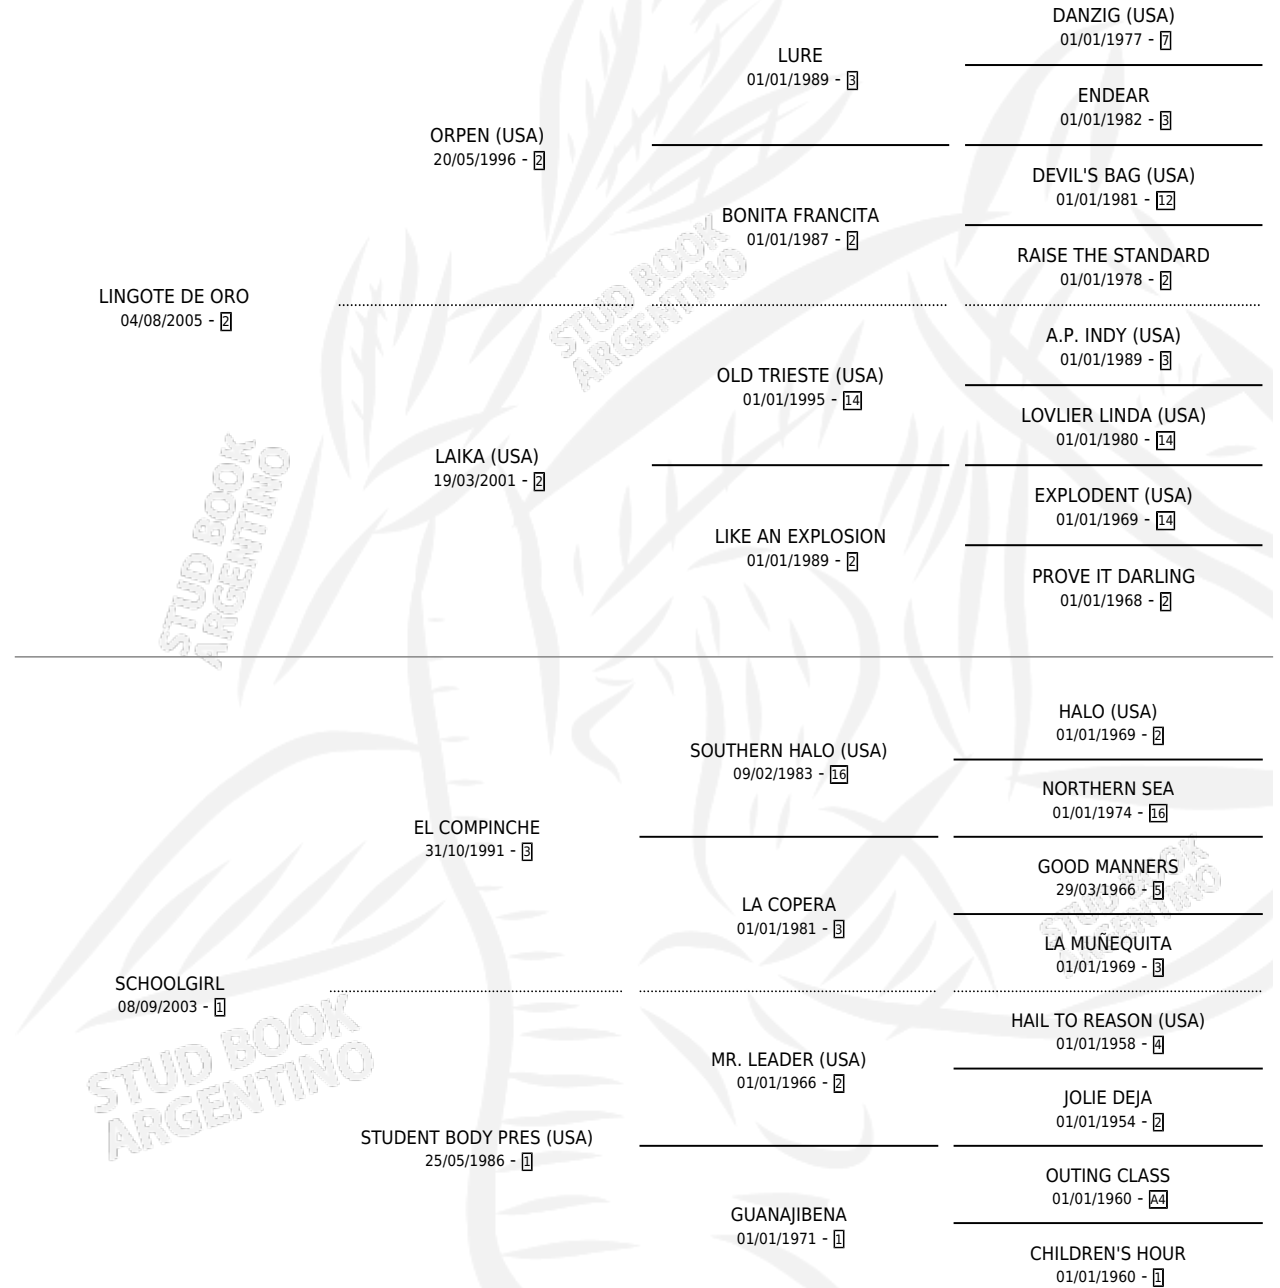 DANZIG (USA)
01/01/1977 - 7
LURE
01/01/1989 - 3
ENDEAR
01/01/1982 - 3
ORPEN (USA)
20/05/1996 - 2
DEVIL'S BAG (USA)
01/01/1981 - 12
BONITA FRANCITA
01/01/1987 - 2
RAISE THE STANDARD
01/01/1978 - 2
LINGOTE DE ORO
04/08/2005 - 2
STUD BOOK
ARGENTINO
A.P. INDY (USA)
01/01/1989 - 3
OLD TRIESTE (USA)
01/01/1995 - 14
LOVLIER LINDA (USA)
01/01/1980 - 14
LAIKA (USA)
19/03/2001 - 2
EXPLODENT (USA)
01/01/1969 - 14
LIKE AN EXPLOSION
01/01/1989 - 2
PROVE IT DARLING
01/01/1968 - 2
STUD BOOK
ARGENTINO
HALO (USA)
01/01/1969 - 2
SOUTHERN HALO (USA)
09/02/1983 - 16
NORTHERN SEA
01/01/1974 - 16
EL COMPINCHE
31/10/1991 - 3
GOOD MANNERS
29/03/1966 - 5
LA COPERA
01/01/1981 - 3
LA MUÑEQUITA
01/01/1969 - 3
STUD BOOK
ARGENTINO
SCHOOLGIRL
08/09/2003 - 1
HAIL TO REASON (USA)
01/01/1958 - 4
MR. LEADER (USA)
01/01/1966 - 2
JOLIE DEJA
01/01/1954 - 2
STUD BOOK
ARGENTINO
STUDENT BODY PRES (USA)
25/05/1986 - 1
OUTING CLASS
01/01/1960 - A4
GUANAJIBENA
01/01/1971 - 1
CHILDREN'S HOUR
01/01/1960 - 1